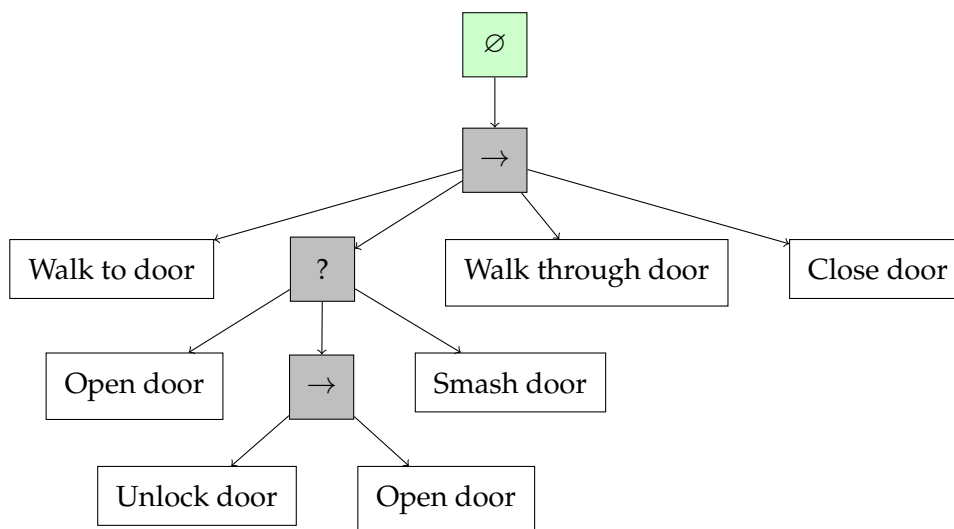 ∅
→
Walk to door
?
Walk through door
Close door
Open door
→
Smash door
Unlock door
Open door